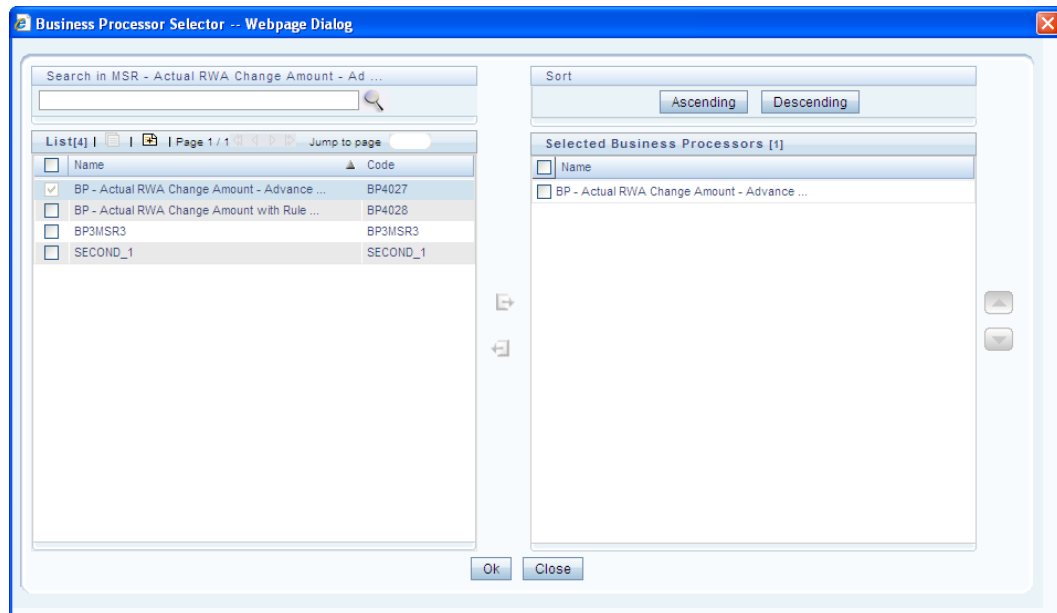 Business Processor Selector -- Webpage Dialog
Search in MSR - Actual RWA Change Amount - Ad ...
List[4] | | | Page 1 / 1 Jump to page
Name Code
BP - Actual RWA Change Amount - Advance ... BP4027
BP - Actual RWA Change Amount with Rule ... BP4028
BP3MSR3 BP3MSR3
SECOND_1 SECOND_1
Sort
Ascending Descending
Selected Business Processors [1]
Name
BP - Actual RWA Change Amount - Advance ...
Ok Close